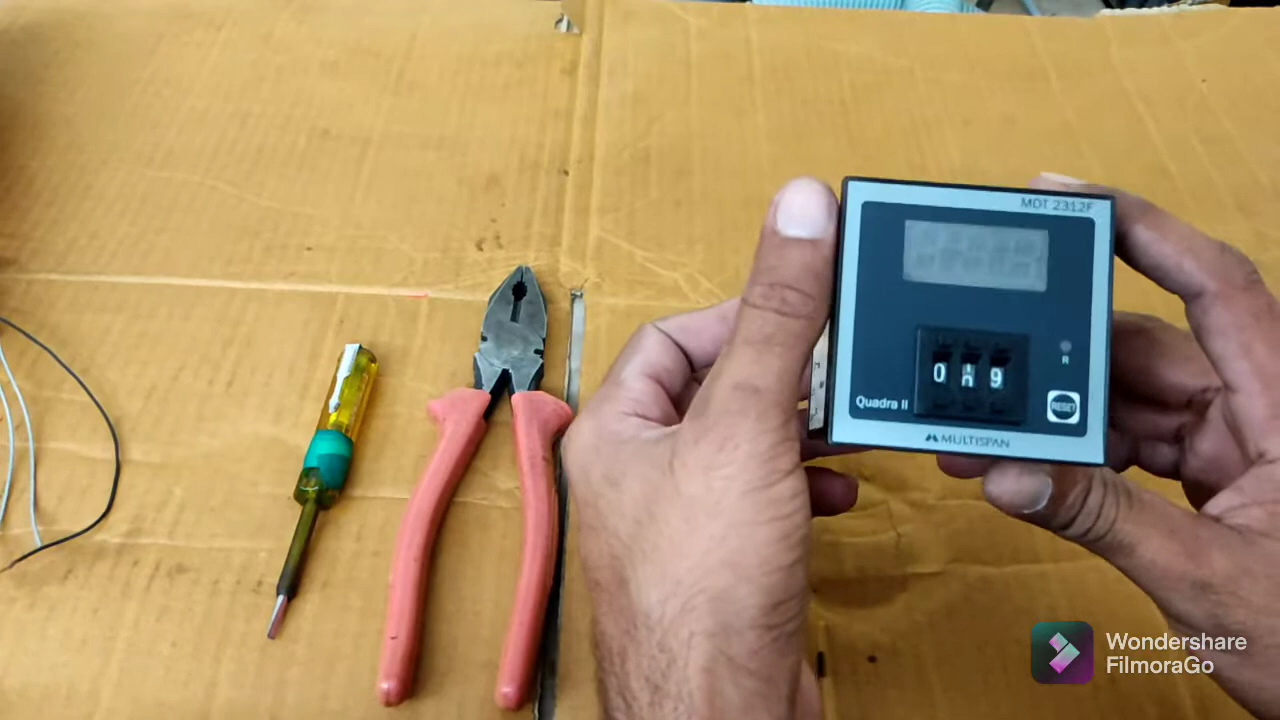 MDT 2312F
0 9
R
Quadra II
RESET
MULTISPAN
Wondershare
FilmoraGo